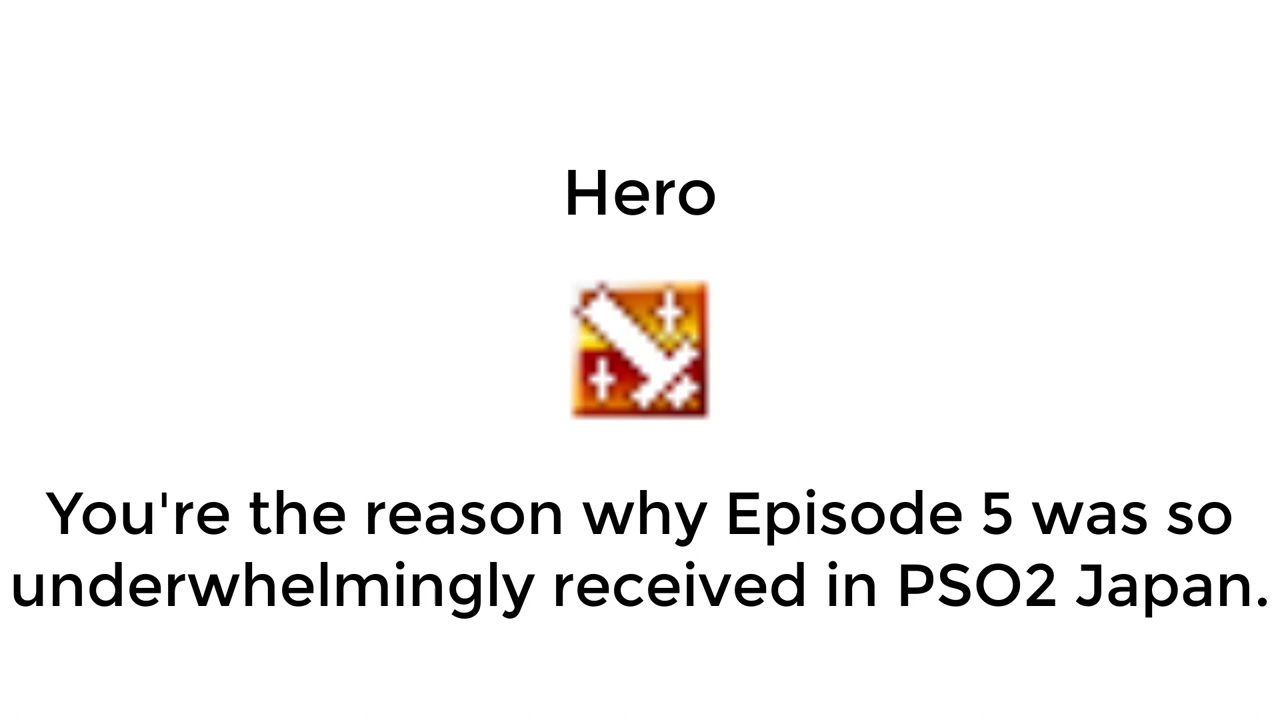 Hero
You're the reason why Episode 5 was so
underwhelmingly received in PSO2 Japan.